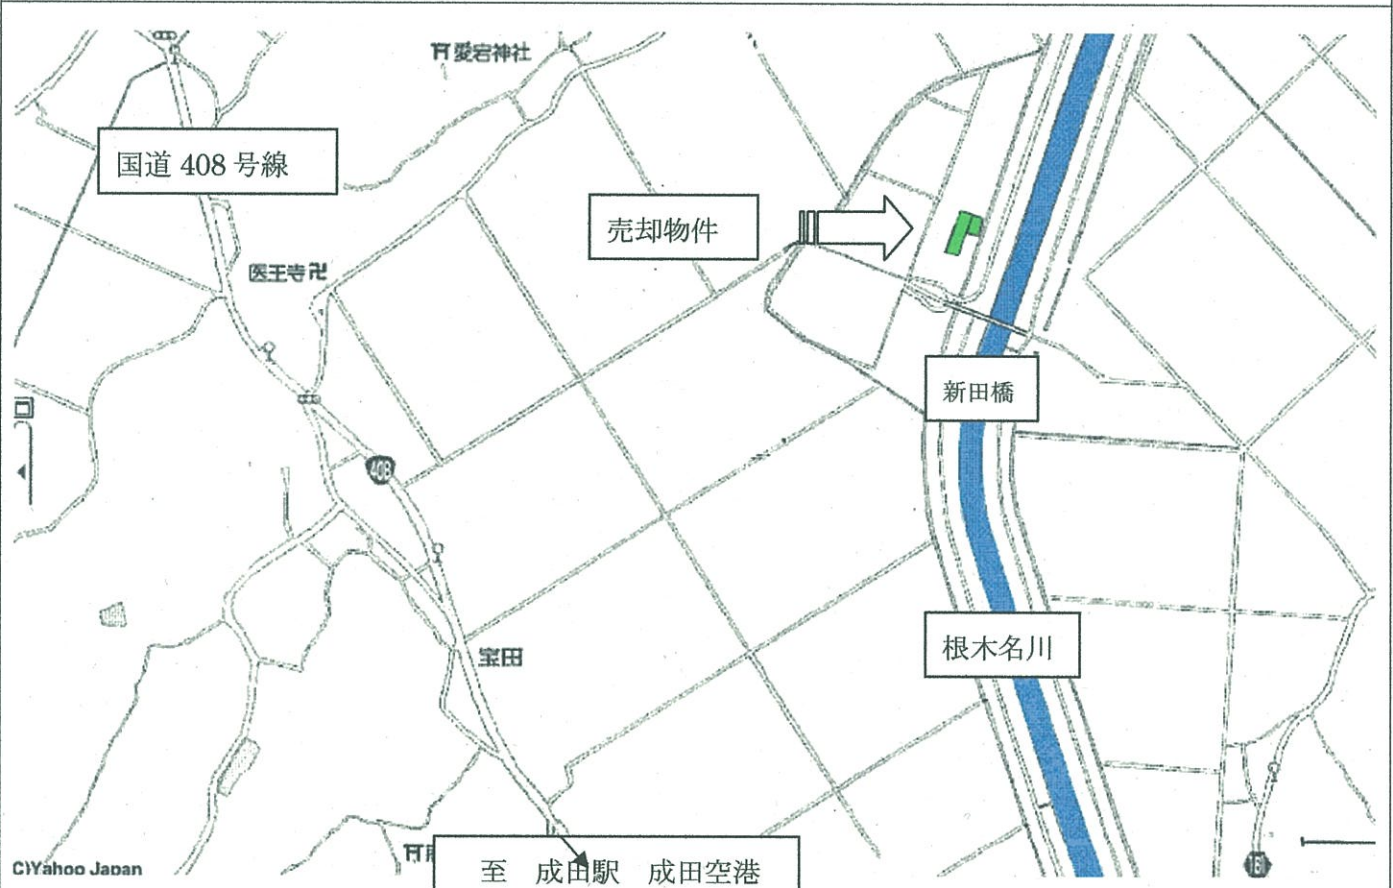 愛宕神社
国道 408 号線
売却物件
医王寺
新田橋
408
根木名川
宝田
至 成田駅 成田空港
C)Yahoo Japan